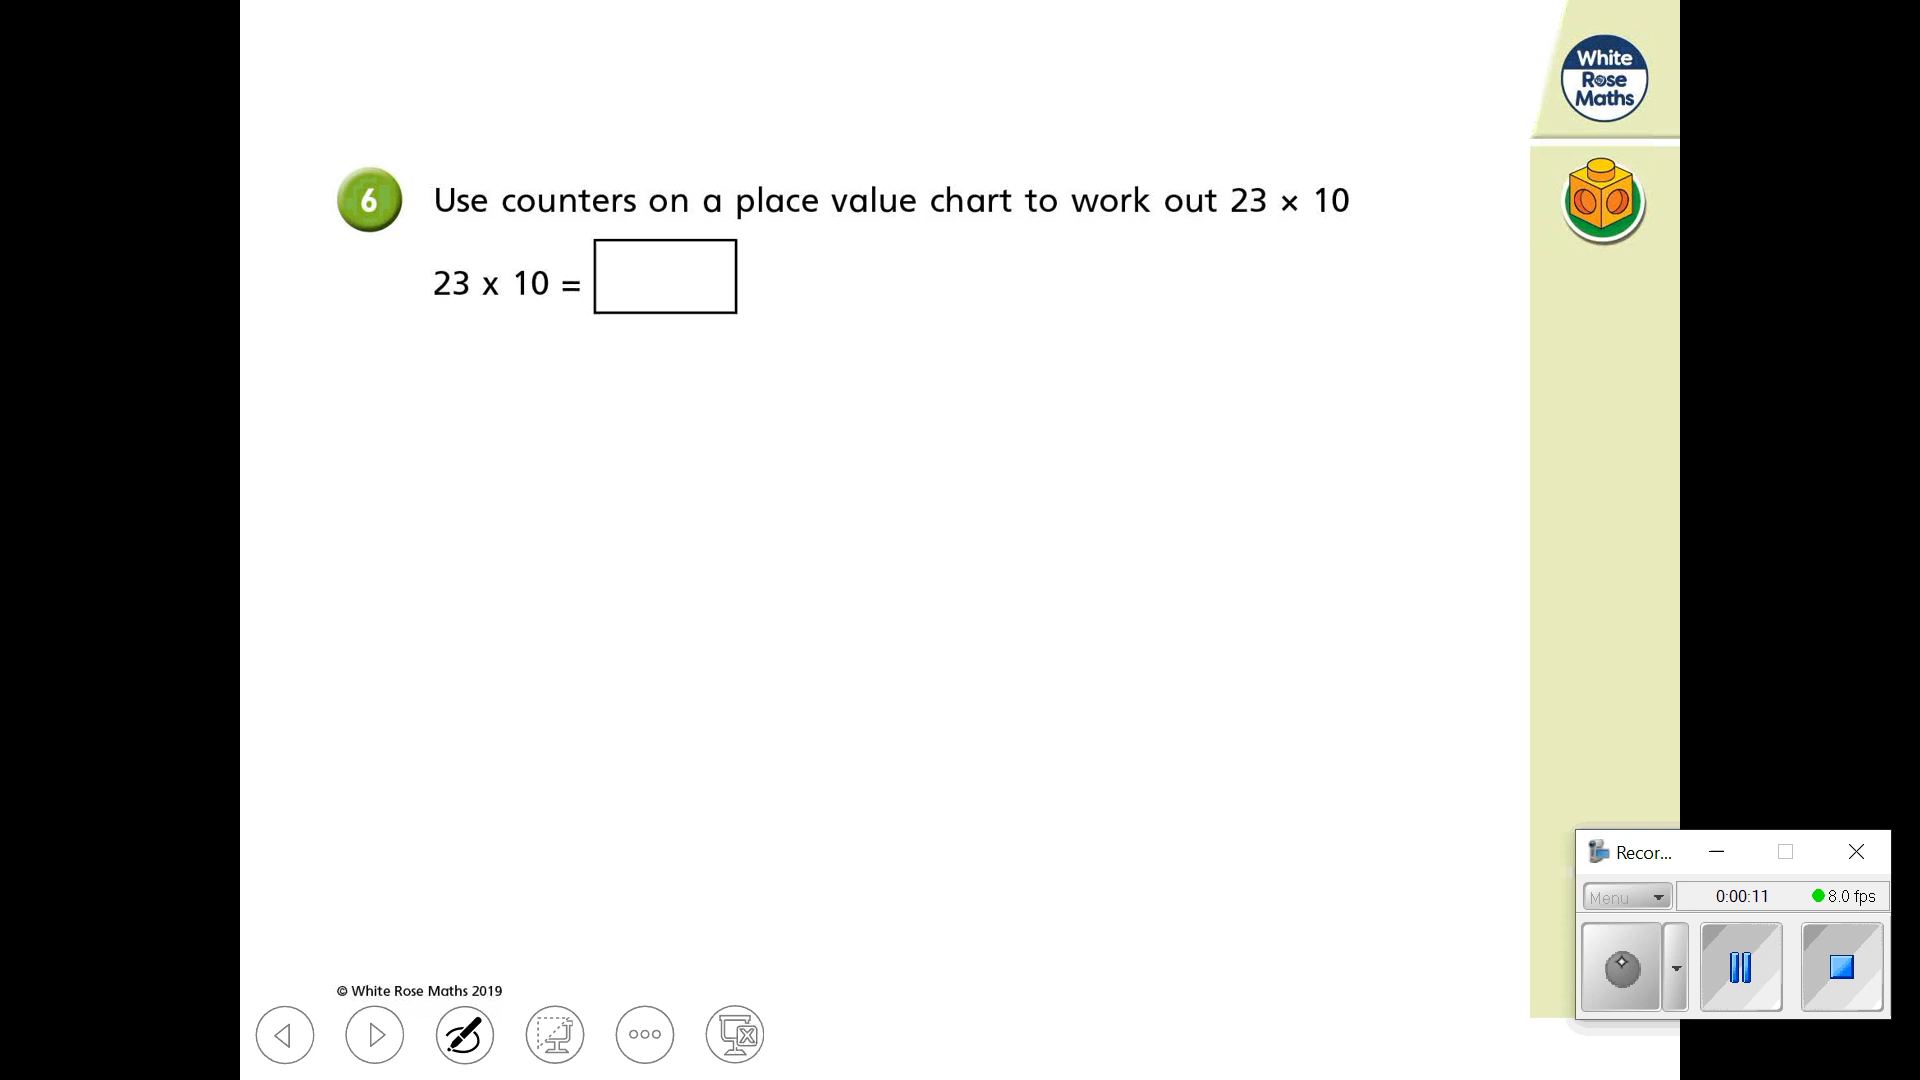 White
Rose
Maths
6 Use counters on a place value chart to work out 23 × 10
23 x 10 =
Recor...
Menu 0:00:11 8.0 fps
© White Rose Maths 2019